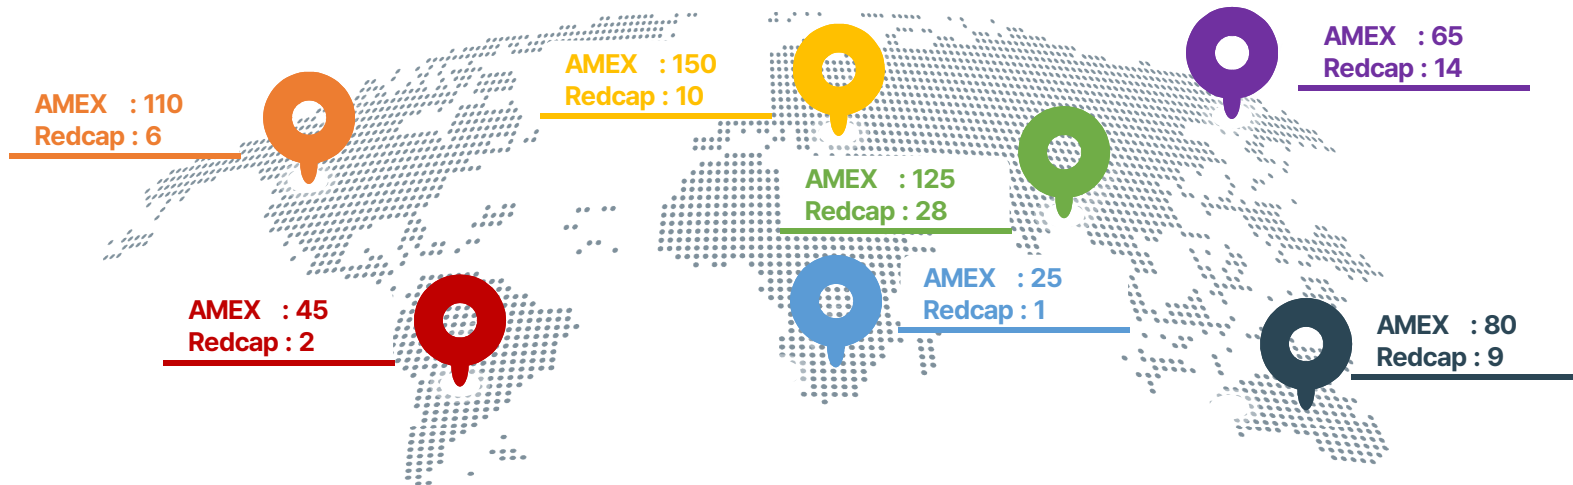 AMEX : 110
Redcap : 6
AMEX : 150
Redcap : 10
AMEX : 65
Redcap : 14
AMEX : 125
Redcap : 28
AMEX : 45
Redcap : 2
AMEX : 25
Redcap : 1
AMEX : 80
Redcap : 9